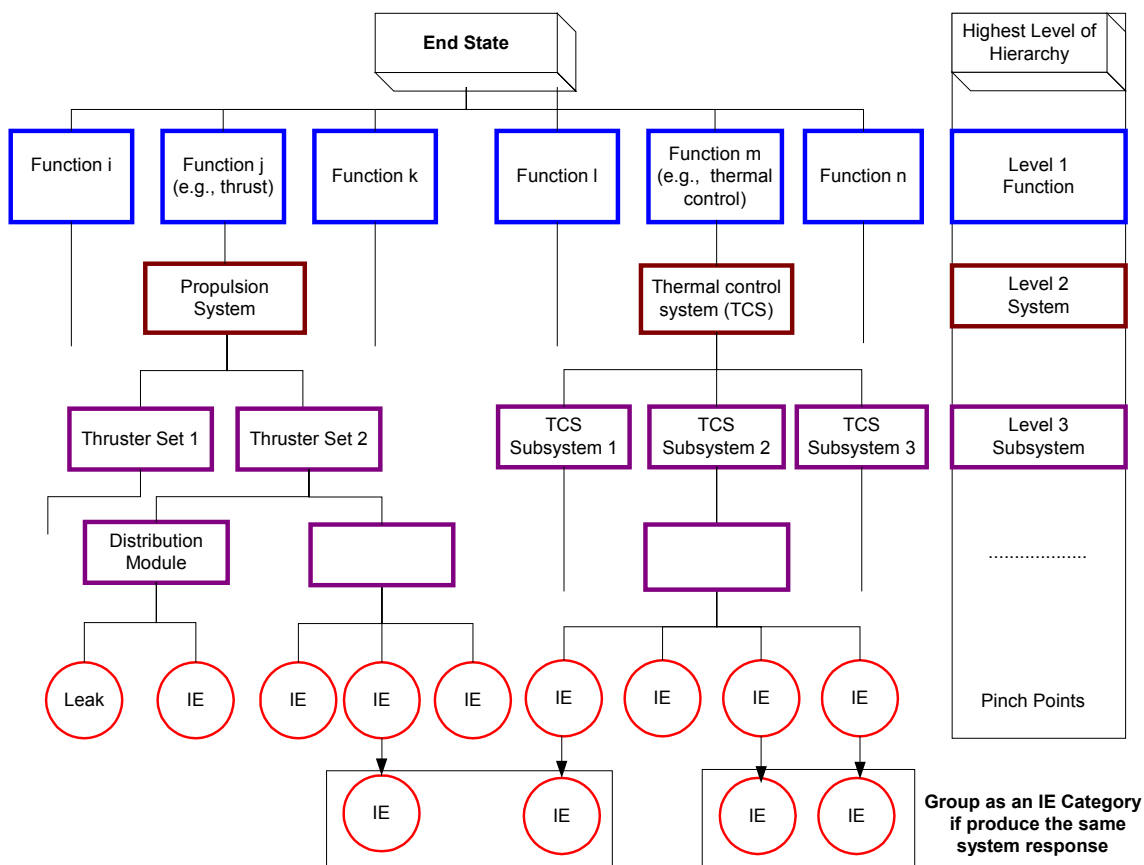 End State
Highest Level of
Hierarchy
Function i
Function j
(e.g., thrust)
Function k
Function l
Function m
(e.g., thermal
control)
Function n
Level 1
Function
Propulsion
System
Thermal control
system (TCS)
Level 2
System
Thruster Set 1
Thruster Set 2
TCS
Subsystem 1
TCS
Subsystem 2
TCS
Subsystem 3
Level 3
Subsystem
Distribution
Module
...................
Leak
IE
IE
IE
IE
IE
IE
IE
IE
Pinch Points
IE
IE
IE
IE
Group as an IE Category
if produce the same
system response